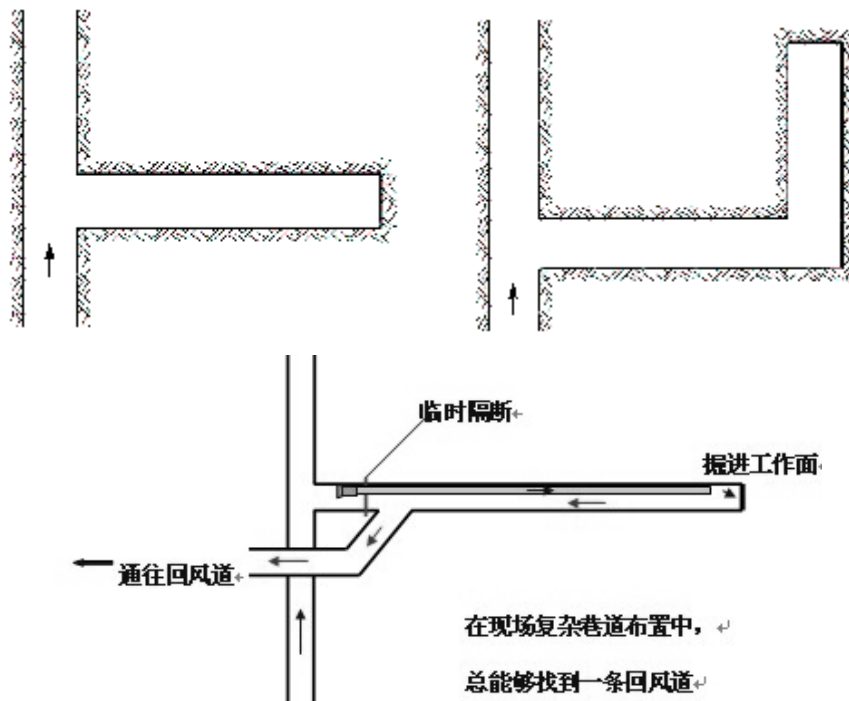 临时隔断
掘进工作面
通往回风道
在现场复杂巷道布置中，
总能够找到一条回风道